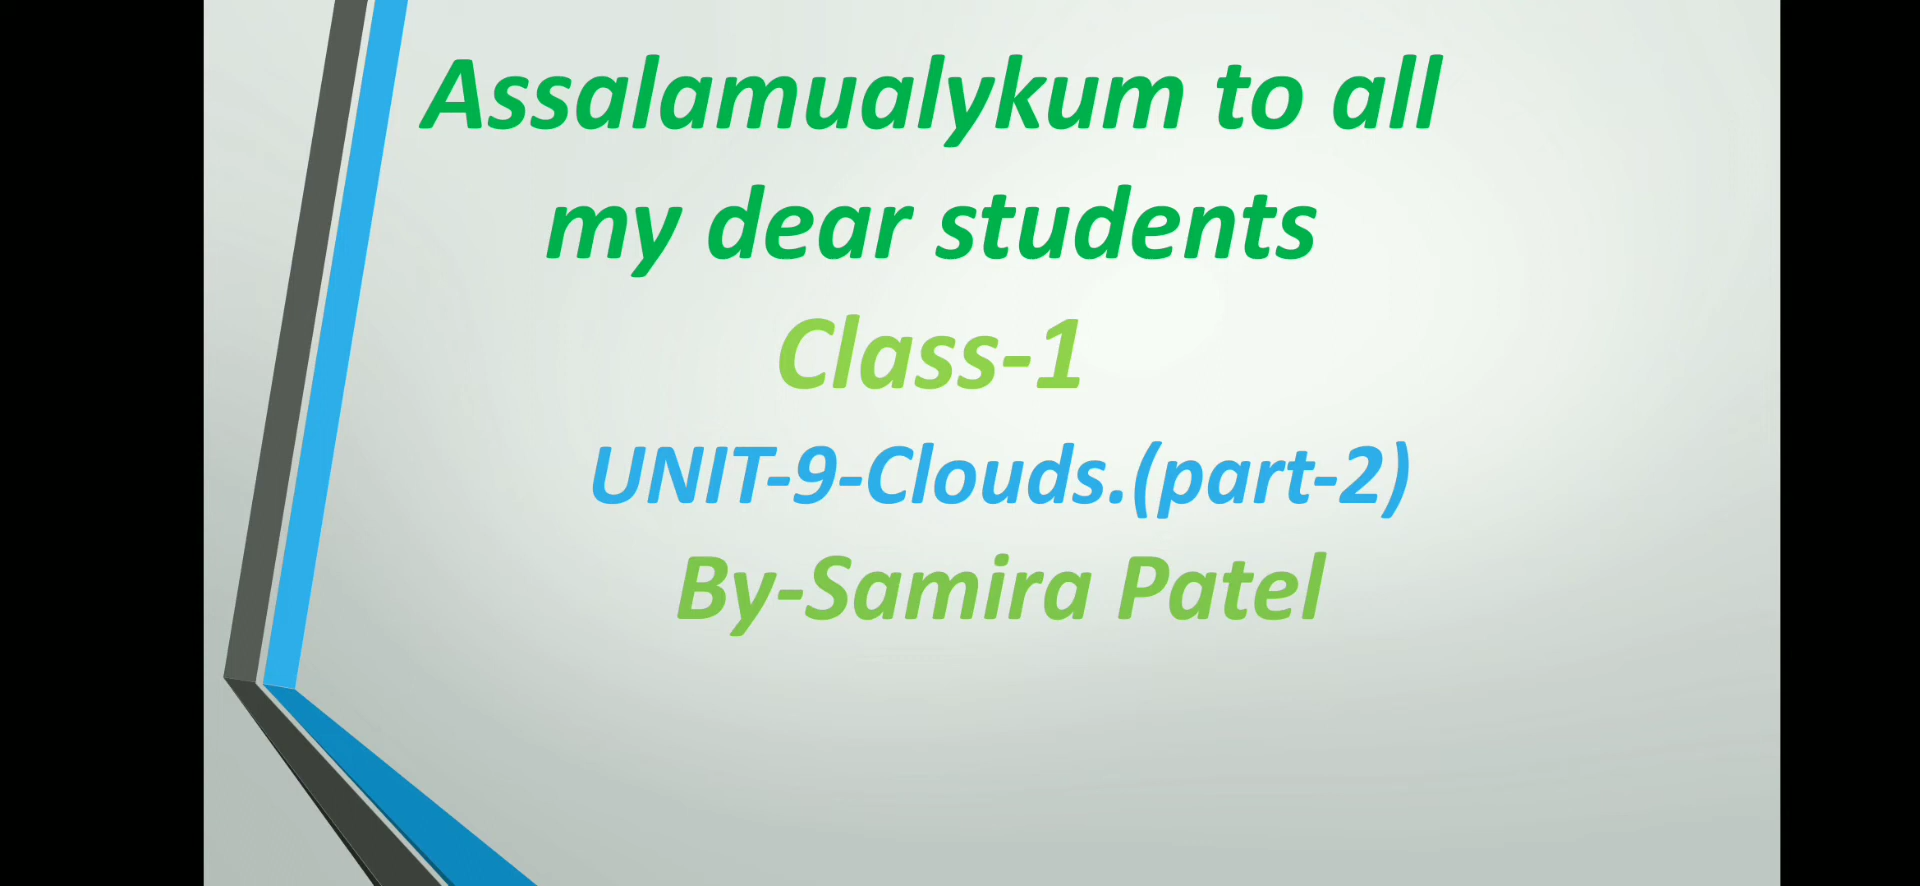 Assalamualykum to all
my dear students
Class-1
UNIT-9-Clouds.(part-2)
By-Samira Patel